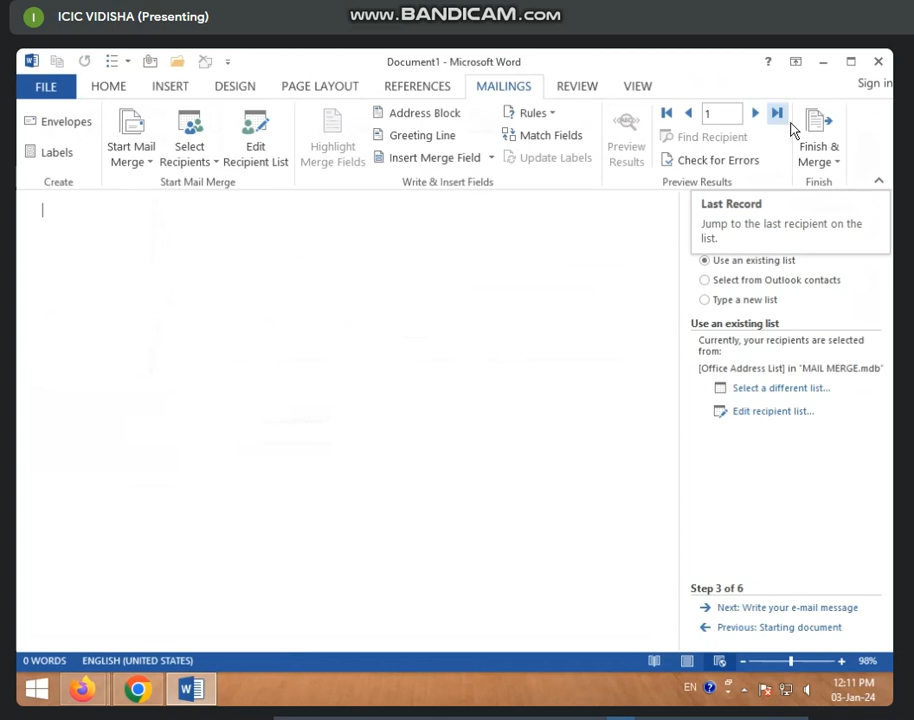 I ICIC VIDISHA (Presenting)
www.BANDICAM.com
Document1 - Microsoft Word
?
FILE HOME INSERT DESIGN PAGE LAYOUT REFERENCES MAILINGS REVIEW VIEW Sign in
Envelopes
Labels
Create
Start Mail
Merge
Select
Recipients
Edit
Recipient List
Start Mail Merge
Highlight
Merge Fields
Address Block
Greeting Line
Insert Merge Field
Rules
Match Fields
Update Labels
Write & Insert Fields
ABC
Preview
Results
1
Find Recipient
Check for Errors
Preview Results
Finish &
Merge
Finish
Last Record
Jump to the last recipient on the
list.
Use an existing list
Select from Outlook contacts
Type a new list
Use an existing list
Currently, your recipients are selected
from:
[Office Address List] in "MAIL MERGE.mdb"
Select a different list...
Edit recipient list...
Step 3 of 6
Next: Write your e-mail message
Previous: Starting document
0 WORDS ENGLISH (UNITED STATES) 98%
EN 12:11 PM
03-Jan-24